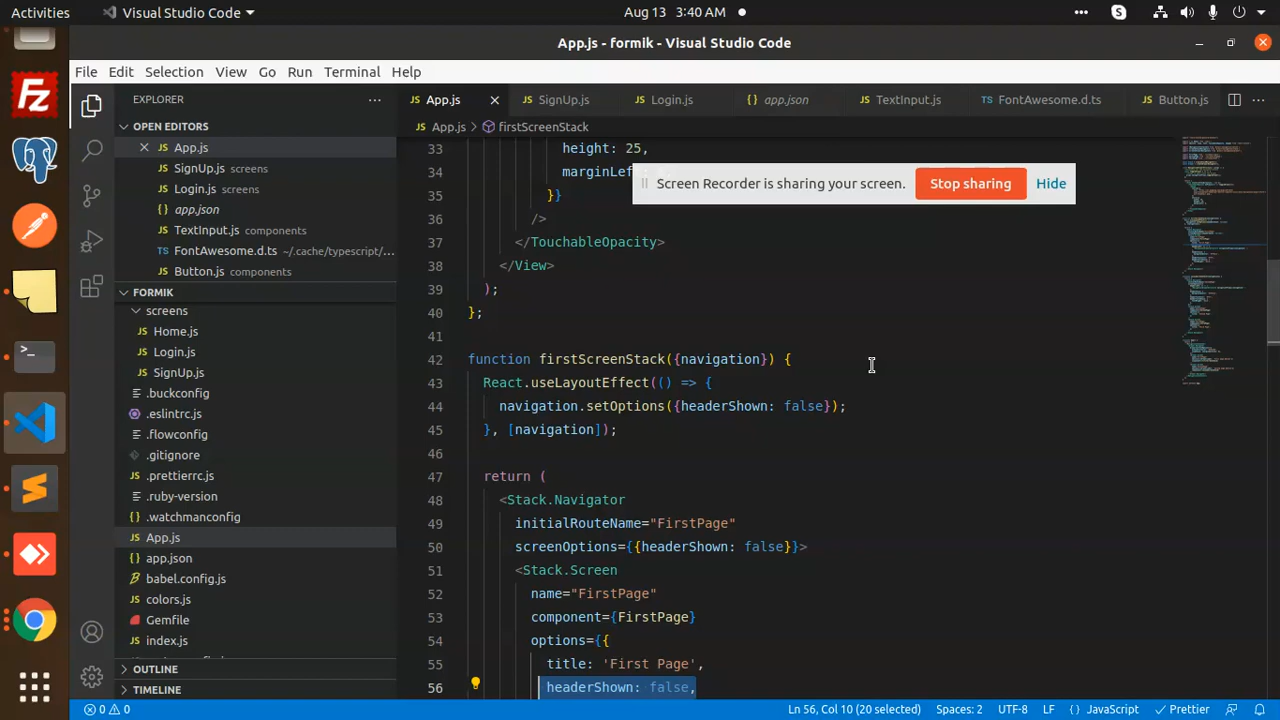 Activities
Visual Studio Code
Aug 13 3:40 AM
App.js - formik - Visual Studio Code
File Edit Selection View Go Run Terminal Help
EXPLORER
OPEN EDITORS
App.js
SignUp.js screens
Login.js screens
app.json
TextInput.js components
FontAwesome.d.ts ~/.cache/typescript/...
Button.js components
FORMIK
screens
Home.js
Login.js
SignUp.js
.buckconfig
.eslintrc.js
.flowconfig
.gitignore
.prettierrc.js
.ruby-version
.watchmanconfig
App.js
app.json
babel.config.js
colors.js
Gemfile
index.js
OUTLINE
TIMELINE
App.js SignUp.js Login.js app.json TextInput.js FontAwesome.d.ts Button.js
App.js > firstScreenStack
Screen Recorder is sharing your screen. Stop sharing Hide
33 height: 25,
34 marginLef
35 }}
36 />
37 </TouchableOpacity>
38 </View>
39 );
40 };
41
42 function firstScreenStack({navigation}) {
43 React.useLayoutEffect(() => {
44 navigation.setOptions({headerShown: false});
45 }, [navigation]);
46
47 return (
48 <Stack.Navigator
49 initialRouteName="FirstPage"
50 screenOptions={{headerShown: false}}>
51 <Stack.Screen
52 name="FirstPage"
53 component={FirstPage}
54 options={{
55 title: 'First Page',
56 headerShown: false,
0 0 Ln 56, Col 10 (20 selected) Spaces: 2 UTF-8 LF {} JavaScript Prettier